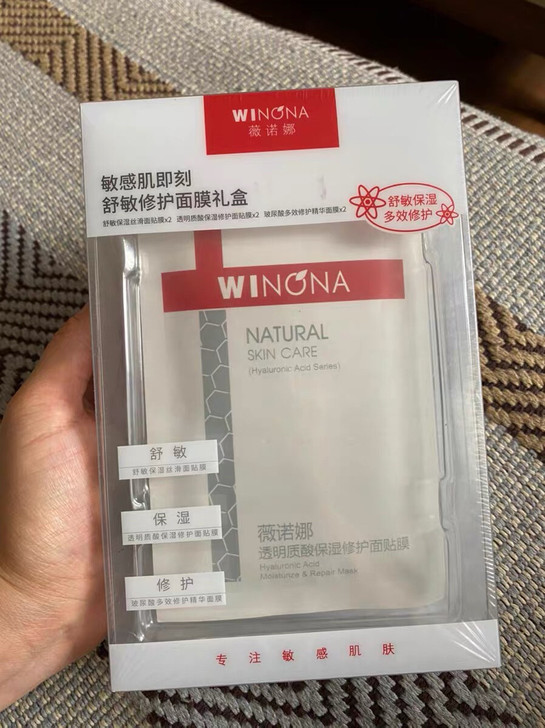 WINONA
薇诺娜
敏感肌即刻
舒敏修护面膜礼盒
舒敏保湿丝滑面贴膜x2 透明质酸保湿修护面贴膜x2 玻尿酸多效修护精华面膜x2
舒敏保湿
多效修护
WINONA
NATURAL
SKIN CARE
(Hyaluronic Acid Series)
舒敏
舒敏保湿丝滑面贴膜
保湿
透明质酸保湿修护面贴膜
修护
玻尿酸多效修护精华面膜
薇诺娜
透明质酸保湿修护面贴膜
Hyaluronic Acid
Moisturize & Repair Mask
专注敏感肌肤